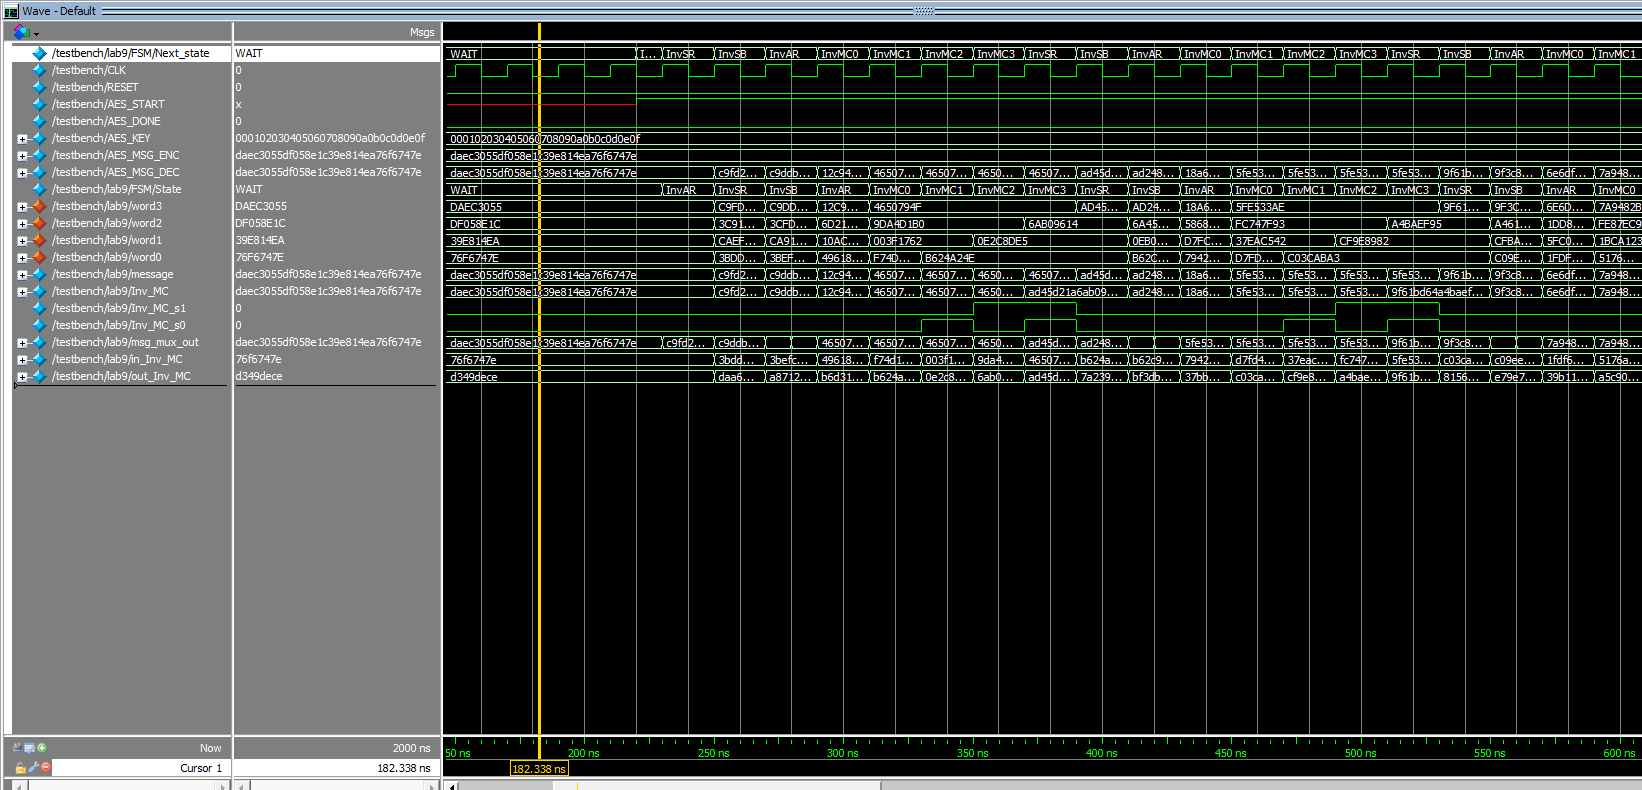 Wave - Default
Msgs
/testbench/lab9/FSM/Next_state WAIT WAIT I... InvSR InvSB InvAR InvMC0 InvMC1 InvMC2 InvMC3 InvSR InvSB InvAR InvMC0 InvMC1 InvMC2 InvMC3 InvSR InvSB InvAR InvMC0 InvMC1
/testbench/CLK 0
/testbench/RESET 0
/testbench/AES_START x
/testbench/AES_DONE 0
/testbench/AES_KEY 000102030405060708090a0b0c0d0e0f 000102030405060708090a0b0c0d0e0f
/testbench/AES_MSG_ENC daec3055df058e1c39e814ea76f6747e daec3055df058e1c39e814ea76f6747e
/testbench/AES_MSG_DEC daec3055df058e1c39e814ea76f6747e daec3055df058e1c39e814ea76f6747e c9fd2... c9ddb... 12c94... 46507... 46507... 46507... 46507... ad45d... ad248... 18a6... 5fe53... 5fe53... 5fe53... 5fe53... 9f61b... 9f3c8... 6e6df... 7a948...
/testbench/lab9/FSM/State WAIT WAIT InvAR InvSR InvSB InvAR InvMC0 InvMC1 InvMC2 InvMC3 InvSR InvSB InvAR InvMC0 InvMC1 InvMC2 InvMC3 InvSR InvSB InvAR InvMC0
/testbench/lab9/word3 DAEC3055 DAEC3055 C9FD... C9DD... 12C9... 4650794F AD45... AD24... 18A6... 5FE533AE 9F61... 9F3C... 6E6D... 7A9482B
/testbench/lab9/word2 DF058E1C DF058E1C 3C91... 3CFD... 6D21... 9DA4D1B0 6AB09614 6A45... 5868... FC747F93 A4BAEF95 A461... 1DD8... FE87EC9
/testbench/lab9/word1 39E814EA 39E814EA CAEF... CA91... 10AC... 003F1762 0E2C8DE5 0EB0... D7FC... 37EAC542 CF9E8982 CFBA... 5FC0... 1BCA123
/testbench/lab9/word0 76F6747E 76F6747E 3BDD... 3BEF... 49618... F74D... B624A24E B62C... 7942... D7FD... C03CABA3 C09E... 1FDF... 5176...
/testbench/lab9/message daec3055df058e1c39e814ea76f6747e daec3055df058e1c39e814ea76f6747e c9fd2... c9ddb... 12c94... 46507... 46507... 4650... 46507... ad45d... ad248... 18a6... 5fe53... 5fe53... 5fe53... 5fe53... 9f61b... 9f3c8... 6e6df... 7a948...
/testbench/lab9/Inv_MC daec3055df058e1c39e814ea76f6747e daec3055df058e1c39e814ea76f6747e c9fd2... c9ddb... 12c94... 46507... 46507... 46507... ad45d21a6ab09... ad248... 18a6... 5fe53... 5fe53... 5fe53... 9f61bd64a4baef... 9f3c8... 6e6df... 7a948...
/testbench/lab9/Inv_MC_s1 0
/testbench/lab9/Inv_MC_s0 0
/testbench/lab9/msg_mux_out daec3055df058e1c39e814ea76f6747e daec3055df058e1c39e814ea76f6747e c9fd2... c9ddb... 46507... 46507... 46507... 46507... ad45d... ad248... 5fe53... 5fe53... 5fe53... 5fe53... 9f61b... 9f3c8... 7a948... 7a948...
/testbench/lab9/in_Inv_MC 76f6747e 76f6747e 3bdd... 3befc... 49618... f74d1... 003f1... 9da4... 46507... b624a... b62c9... 7942... d7fd4... 37eac... fc747... 5fe53... c03ca... c09ee... 1fdf6... 5176a...
/testbench/lab9/out_Inv_MC d349dece d349dece daa6... a8712... b6d31... b624a... 0e2c8... 6ab0... ad45d... 7a239... bf3db... 37bb... c03ca... cf9e8... a4bae... 9f61b... 8156... e79e7... 39b11... a5c90...
Now 2000 ns 50 ns 200 ns 250 ns 300 ns 350 ns 400 ns 450 ns 500 ns 550 ns 600 ns
Cursor 1 182.338 ns 182.338 ns